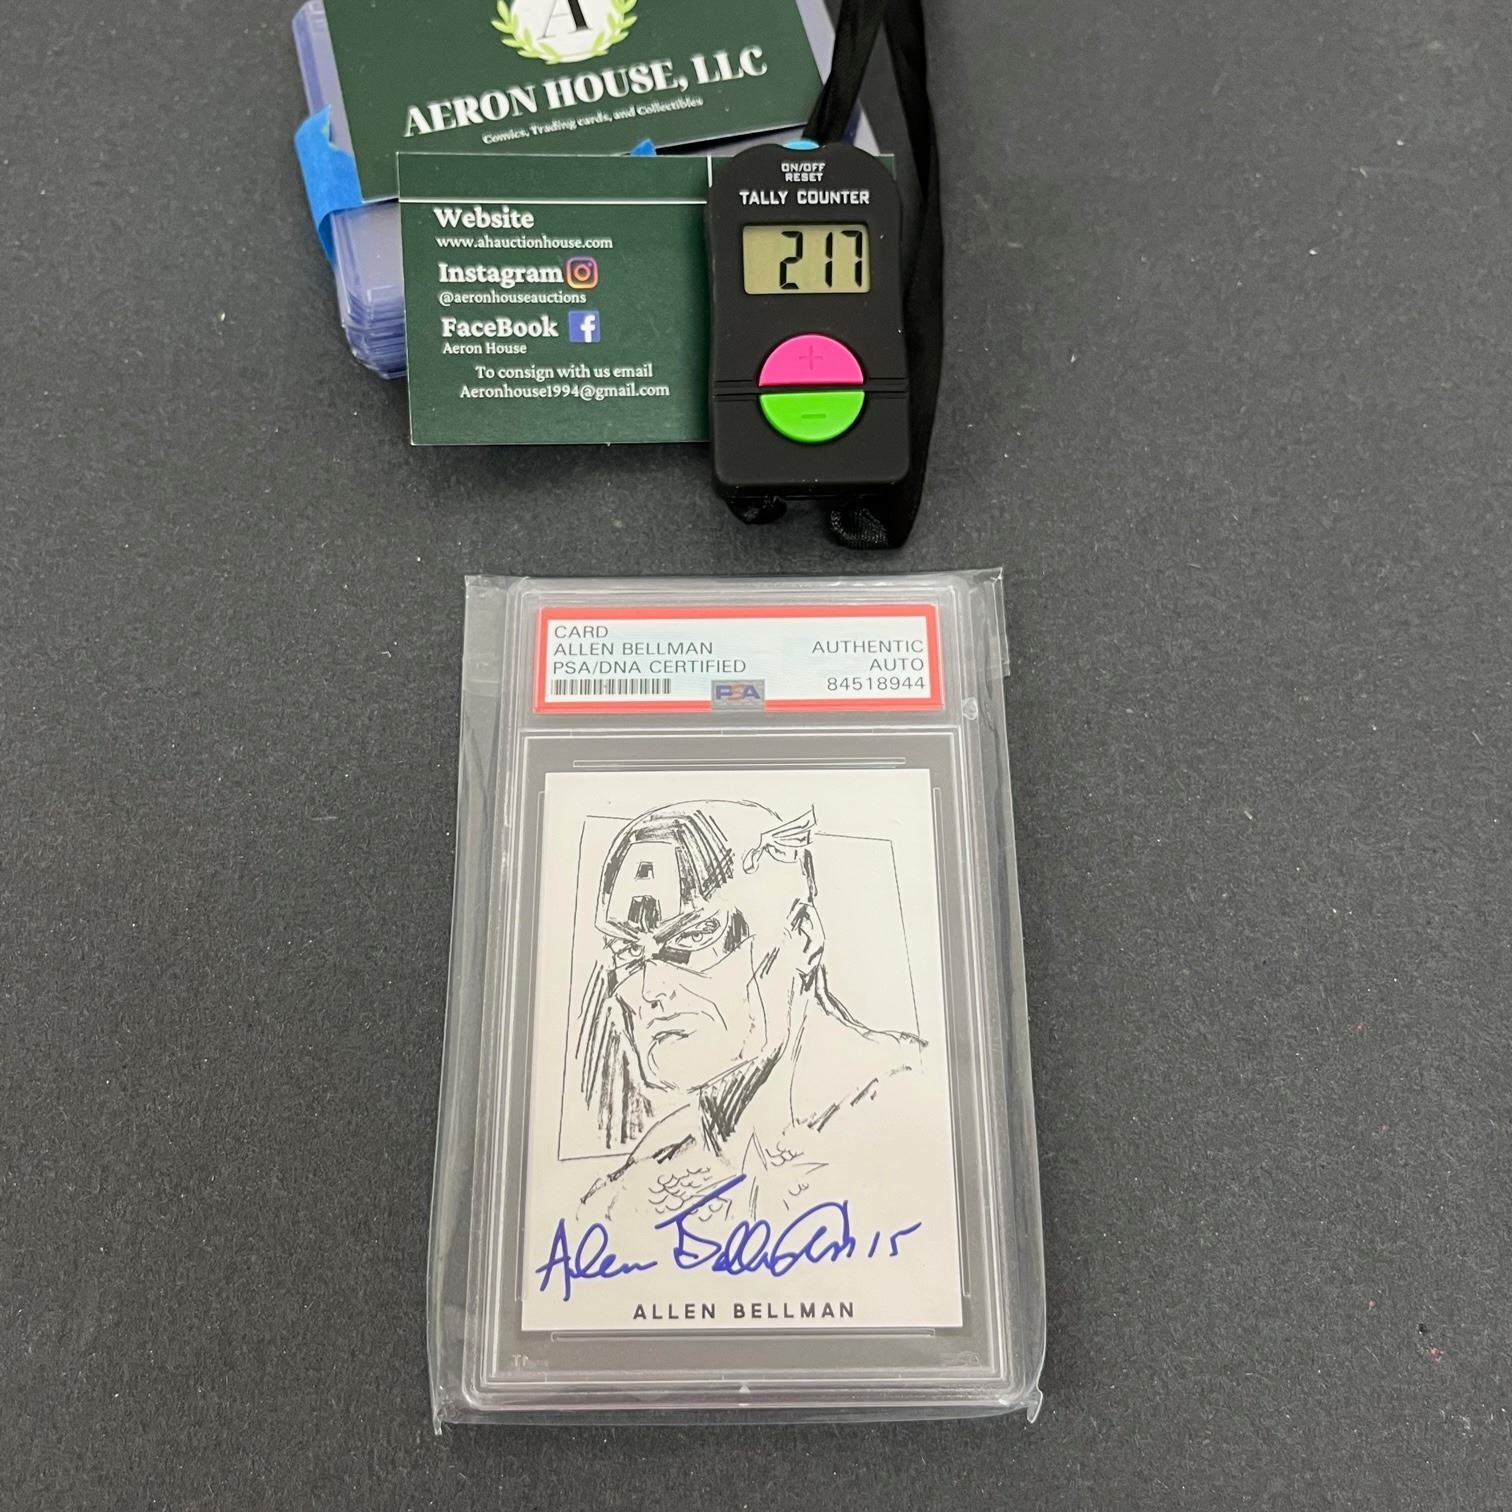 A
AERON HOUSE, LLC
Comics, Trading cards, and Collectibles
Website
www.ahauctionhouse.com
Instagram
@aeronhouseauctions
FaceBook
Aeron House
To consign with us email
Aeronhouse1994@gmail.com
ON/OFF
RESET
TALLY COUNTER
217
+
−
CARD
ALLEN BELLMAN
PSA/DNA CERTIFIED
AUTHENTIC
AUTO
84518944
PSA
A
Allen Bellman 15
ALLEN BELLMAN